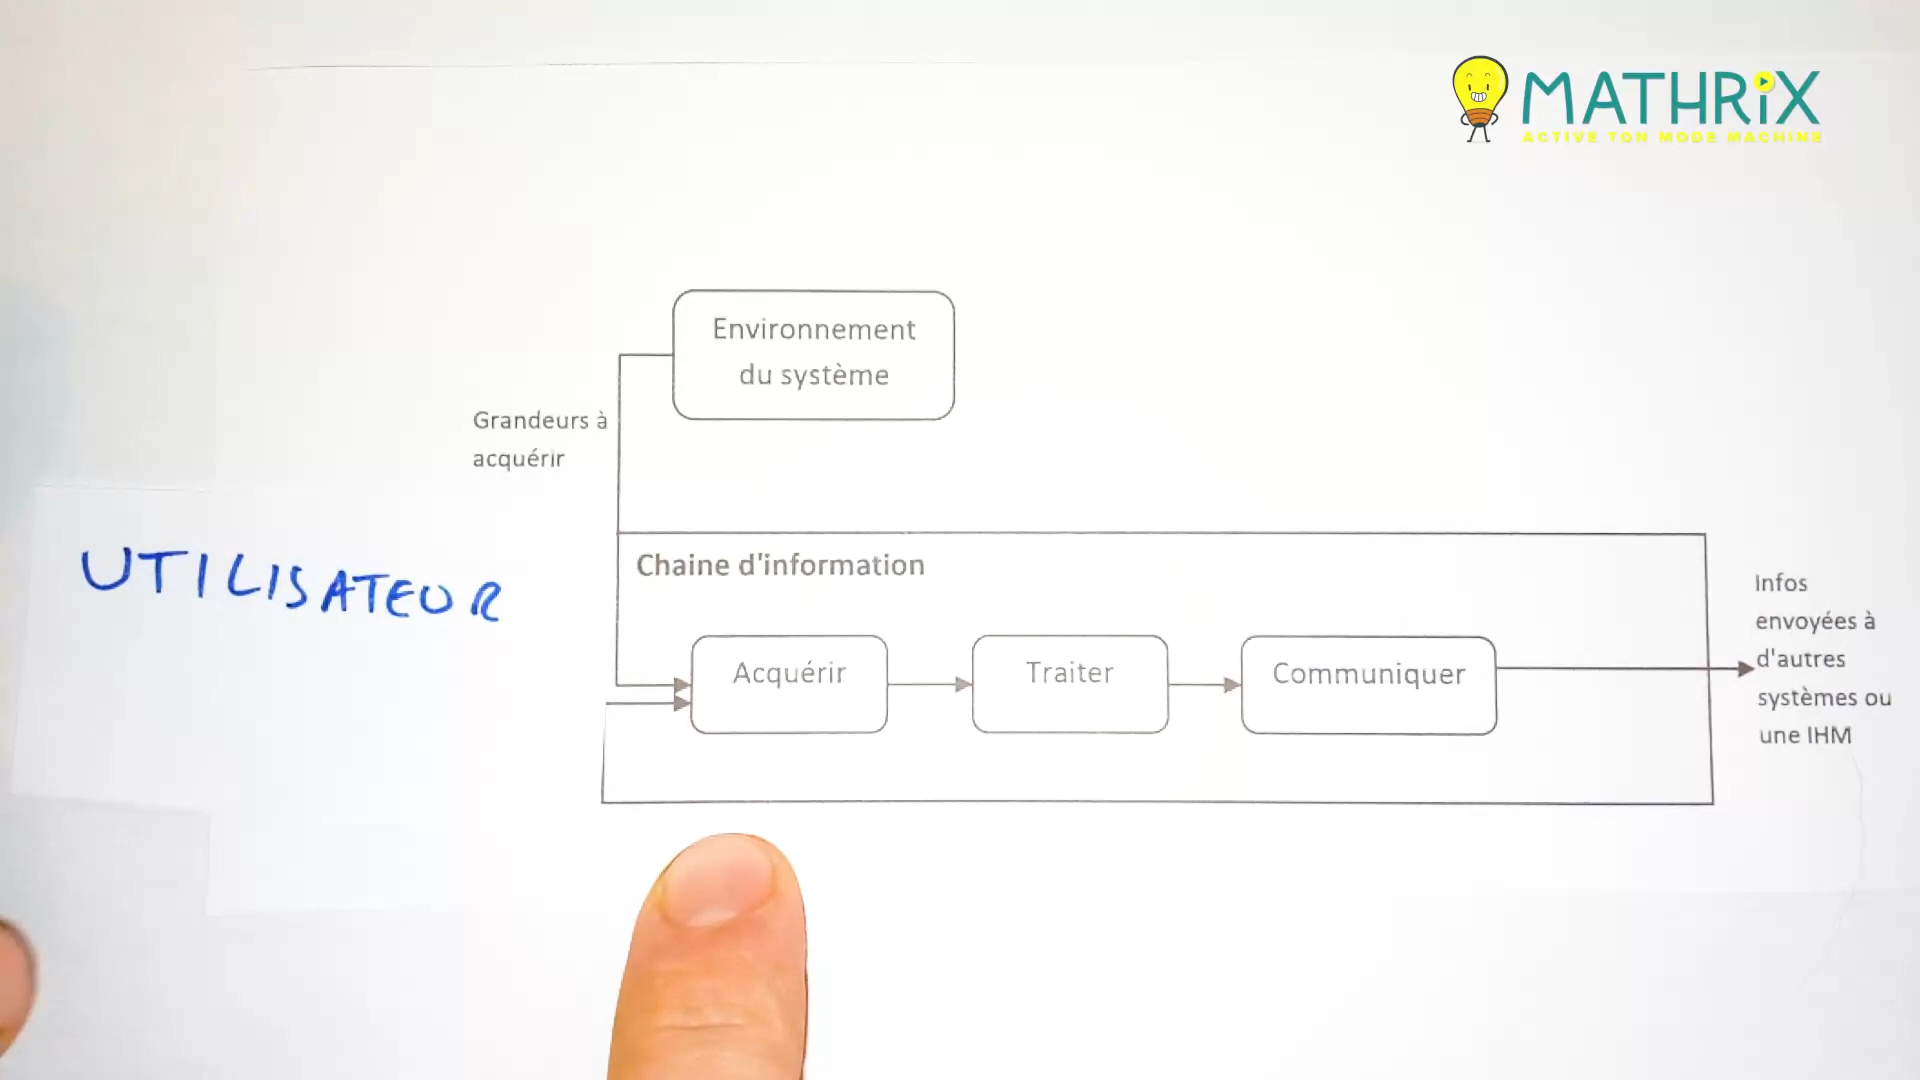 MATHRiX
ACTIVE TON MODE MACHINE
Environnement
du système
Grandeurs à
acquérir
UTILISATEUR
Chaine d'information
Acquérir
Traiter
Communiquer
Infos
envoyées à
d'autres
systèmes ou
une IHM